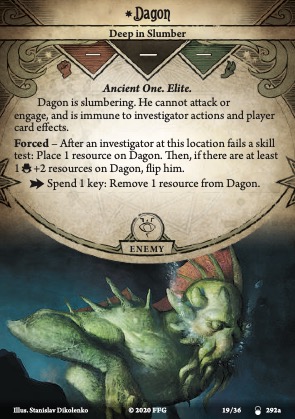 Dagon
Deep in Slumber
— — —
Ancient One. Elite.
Dagon is slumbering. He cannot attack or
engage, and is immune to investigator actions and player
card effects.
Forced – After an investigator at this location fails a skill
test: Place 1 resource on Dagon. Then, if there are at least
1 +2 resources on Dagon, flip him.
Spend 1 key: Remove 1 resource from Dagon.
ENEMY
Illus. Stanislav Dikolenko © 2020 FFG 19/36 292a